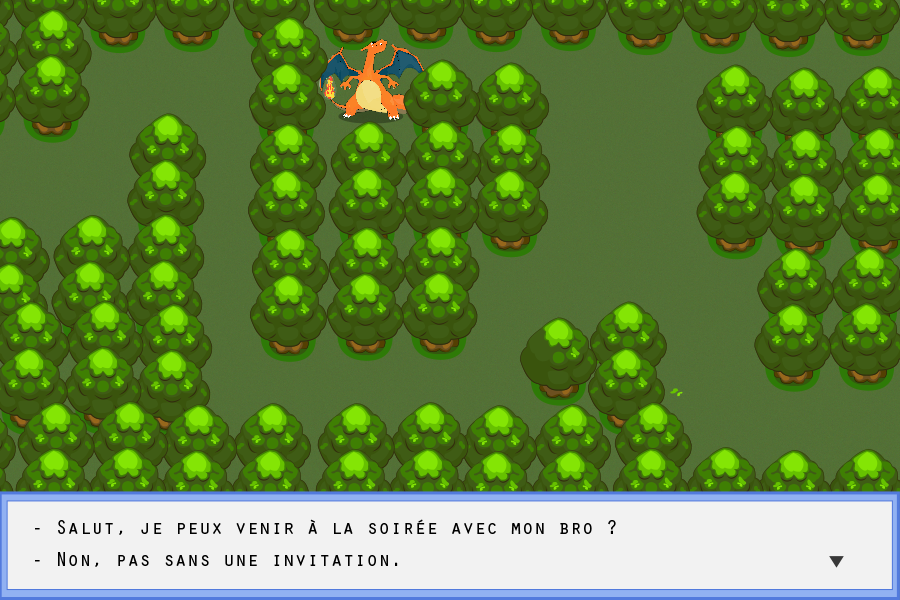 - Salut, je peux venir à la soirée avec mon bro ?
- Non, pas sans une invitation.